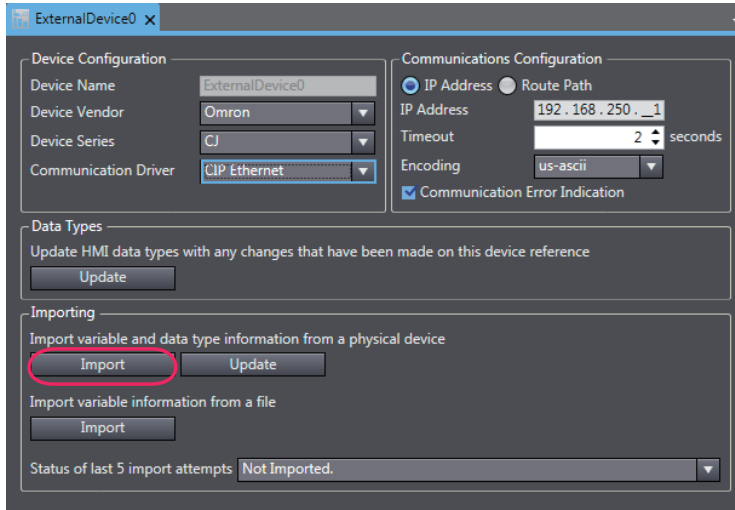 ExternalDevice0
Device Configuration
Device Name ExternalDevice0
Device Vendor Omron
Device Series CJ
Communication Driver CIP Ethernet
Communications Configuration
IP Address Route Path
IP Address 192 . 168 . 250 . __1
Timeout 2 seconds
Encoding us-ascii
Communication Error Indication
Data Types
Update HMI data types with any changes that have been made on this device reference
Update
Importing
Import variable and data type information from a physical device
Import Update
Import variable information from a file
Import
Status of last 5 import attempts Not Imported.